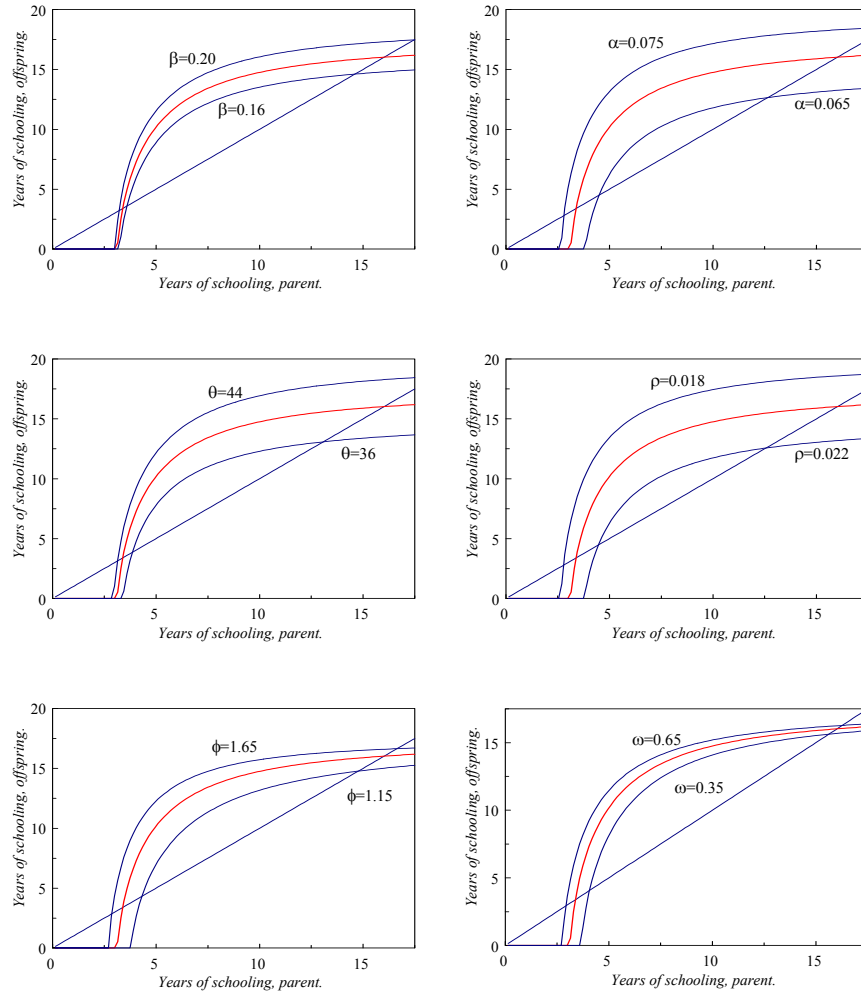 20
15
10
5
0
Years of schooling, offspring.
β=0.20
β=0.16
0
5
10
15
Years of schooling, parent.
20
15
10
5
0
Years of schooling, offspring.
α=0.075
α=0.065
0
5
10
15
Years of schooling, parent.
20
15
10
5
0
Years of schooling, offspring.
θ=44
θ=36
0
5
10
15
Years of schooling, parent.
20
15
10
5
0
Years of schooling, offspring.
ρ=0.018
ρ=0.022
0
5
10
15
Years of schooling, parent.
20
15
10
5
0
Years of schooling, offspring.
ϕ=1.65
ϕ=1.15
0
5
10
15
Years of schooling, parent.
15
10
5
0
Years of schooling, offspring.
ω=0.65
ω=0.35
0
5
10
15
Years of schooling, parent.